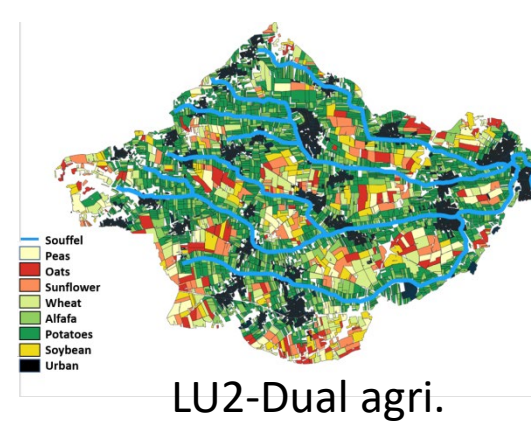 Souffel
Peas
Oats
Sunflower
Wheat
Alfafa
Potatoes
Soybean
Urban
LU2-Dual agri.